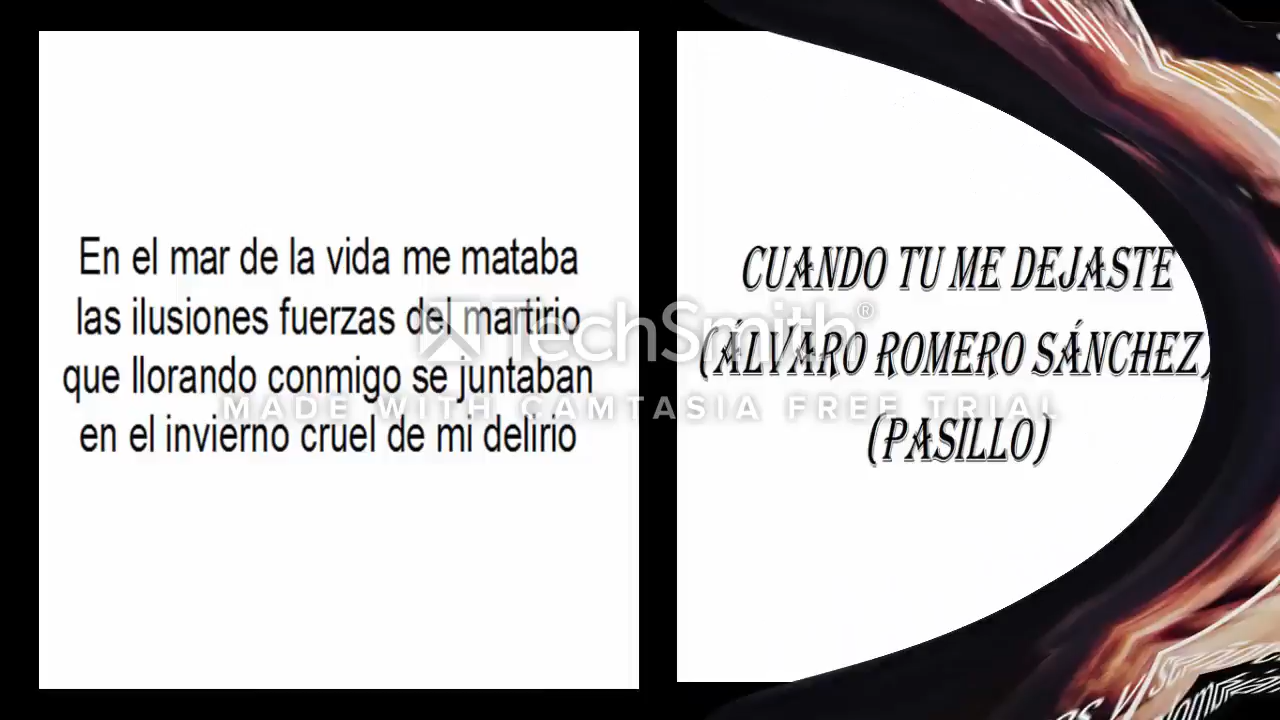 En el mar de la vida me mataba
las ilusiones fuerzas del martirio
que llorando conmigo se juntaban
en el invierno cruel de mi delirio
CUANDO TU ME DEJASTE
(ÁLVARO ROMERO SÁNCHEZ)
(PASILLO)
TechSmith®
MADE WITH CAMTASIA FREE TRIAL